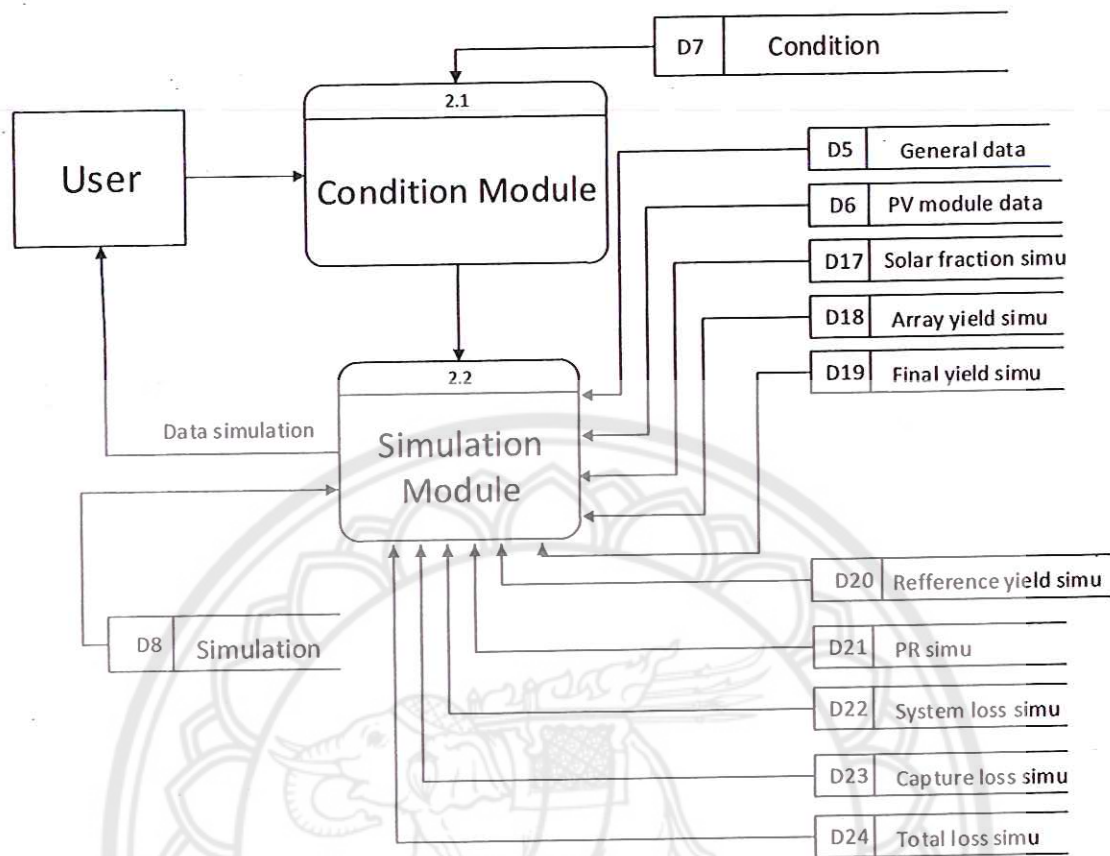 D7 Condition
2.1
User
Condition Module
D5 General data
D6 PV module data
D17 Solar fraction simu
D18 Array yield simu
D19 Final yield simu
2.2
Data simulation
Simulation
Module
D8 Simulation
D20 Refference yield simu
D21 PR simu
D22 System loss simu
D23 Capture loss simu
D24 Total loss simu